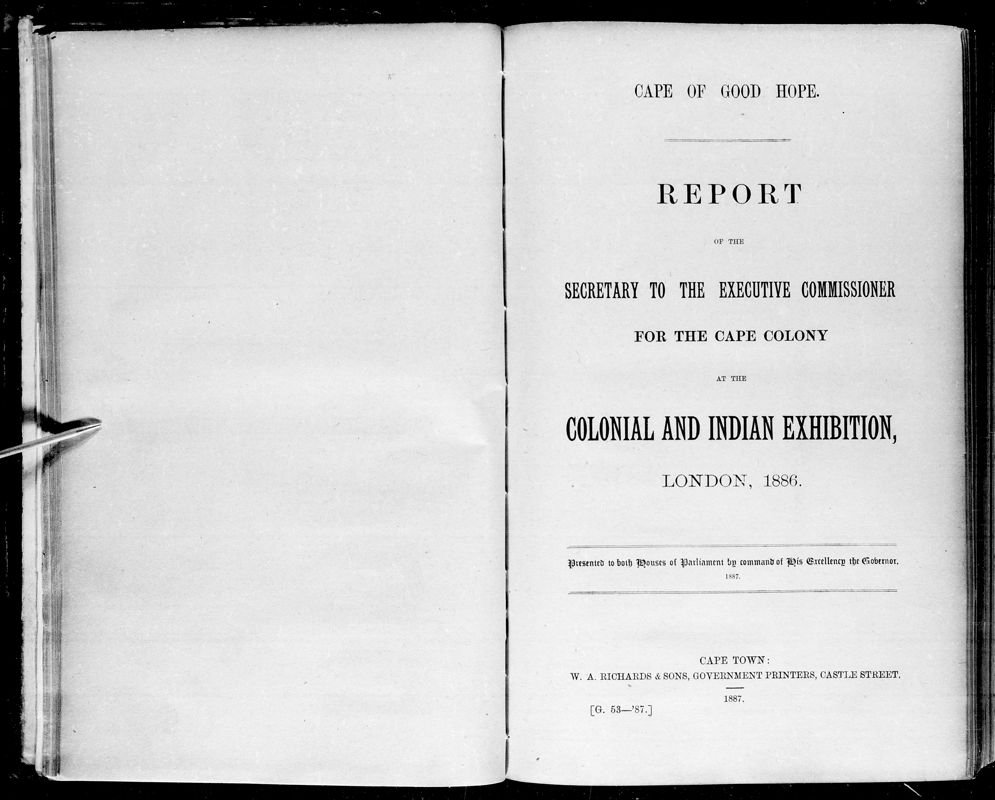 CAPE OF GOOD HOPE.
REPORT
OF THE
SECRETARY TO THE EXECUTIVE COMMISSIONER
FOR THE CAPE COLONY
AT THE
COLONIAL AND INDIAN EXHIBITION,
LONDON, 1886.
Presented to both Houses of Parliament by command of His Excellency the Governor.
1887.
CAPE TOWN:
W. A. RICHARDS & SONS, GOVERNMENT PRINTERS, CASTLE STREET.
1887.
[G. 53—'87.]